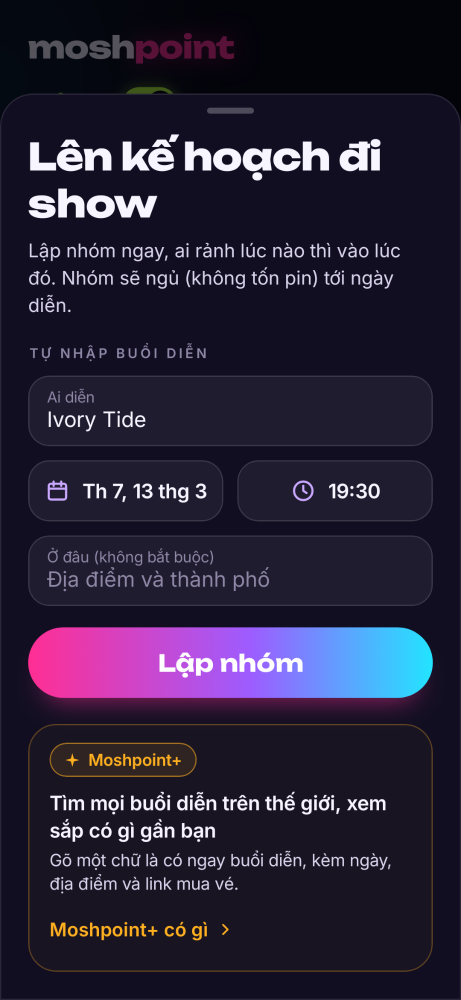 moshpoint
Lên kế hoạch đi
show
Lập nhóm ngay, ai rảnh lúc nào thì vào lúc
đó. Nhóm sẽ ngủ (không tốn pin) tới ngày
diễn.
TỰ NHẬP BUỔI DIỄN
Ai diễn
Ivory Tide
Th 7, 13 thg 3
19:30
Ở đâu (không bắt buộc)
Địa điểm và thành phố
Lập nhóm
Moshpoint+
Tìm mọi buổi diễn trên thế giới, xem
sắp có gì gần bạn
Gõ một chữ là có ngay buổi diễn, kèm ngày,
địa điểm và link mua vé.
Moshpoint+ có gì